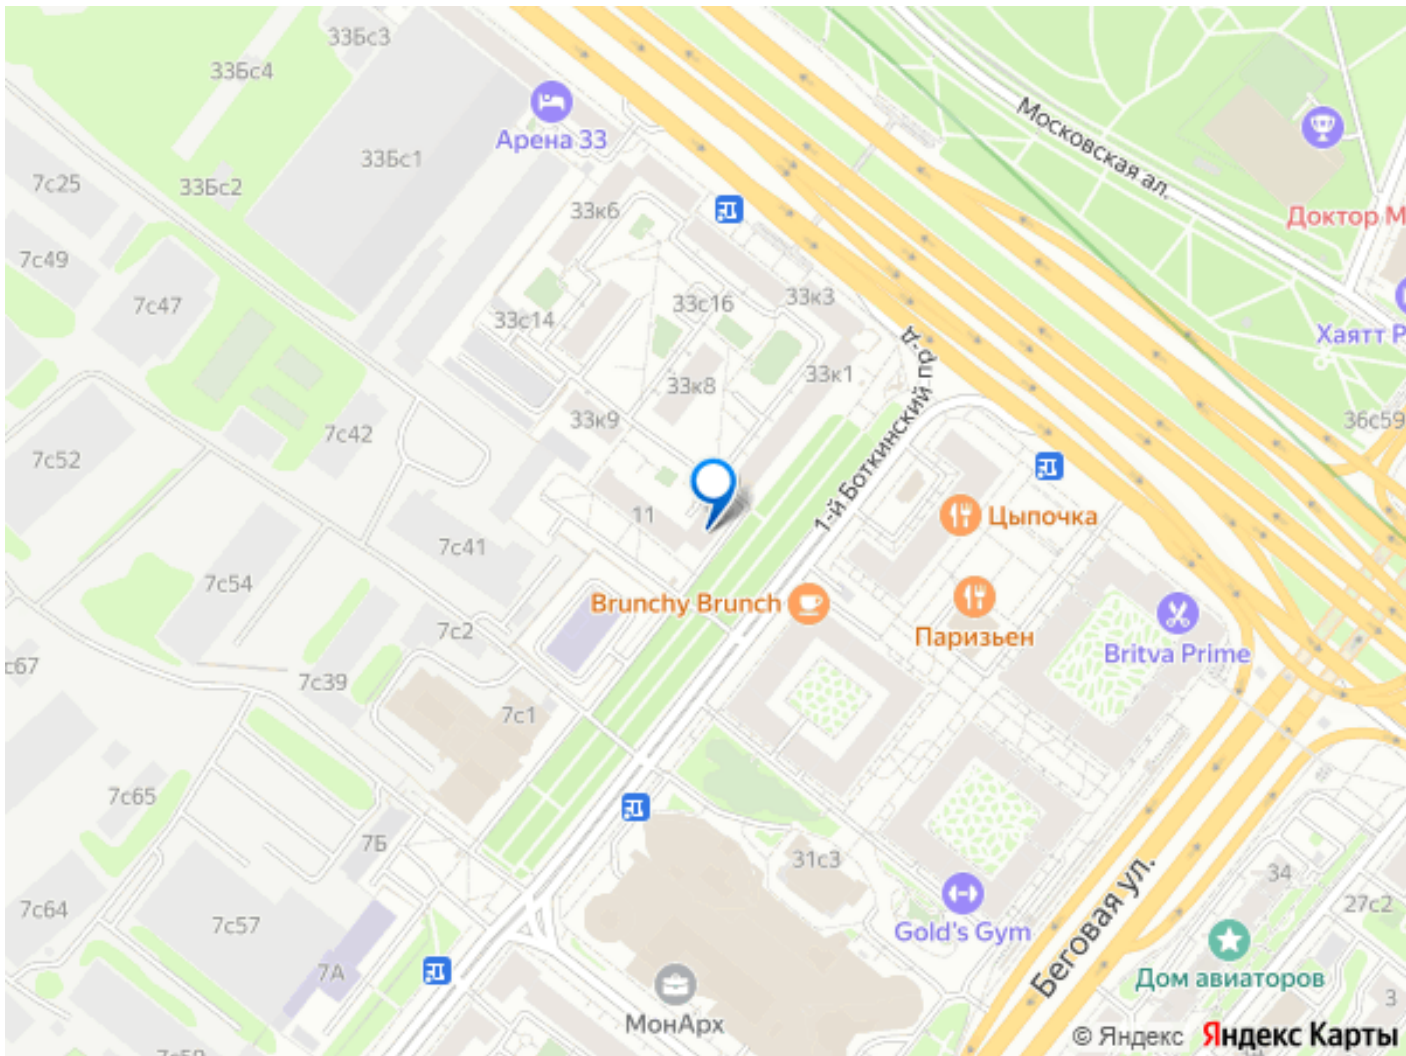 33Бс3
33Бс4
Арена 33
Московская ал.
33Бс1
7с25
33Бс2
33к6
Доктор М
7с49
7с47
33с16
33к3
33с14
Хаятт Р
33к8
33к1
1-й Боткинский пр-д
33к9
36с59
7с42
7с52
11
Цыпочка
7с41
7с54
Brunchy Brunch
7с2
Паризьен
Britva Prime
с67
7с39
7с1
7с65
7Б
31с3
34
7с64
27с2
7с57
Gold's Gym
Беговая ул.
7А
Дом авиаторов
3
МонАрх
© Яндекс Яндекс Карты